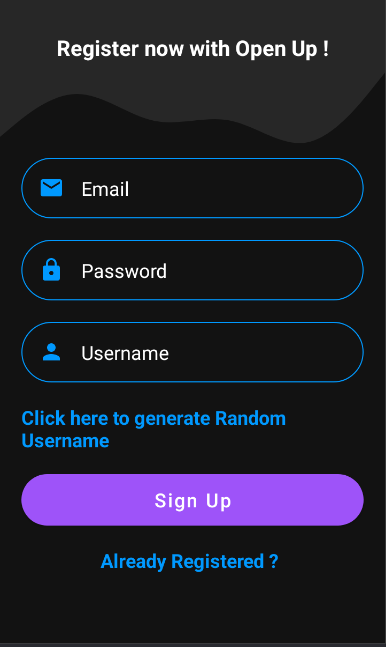 Register now with Open Up !
Email
Password
Username
Click here to generate Random
Username
Sign Up
Already Registered ?